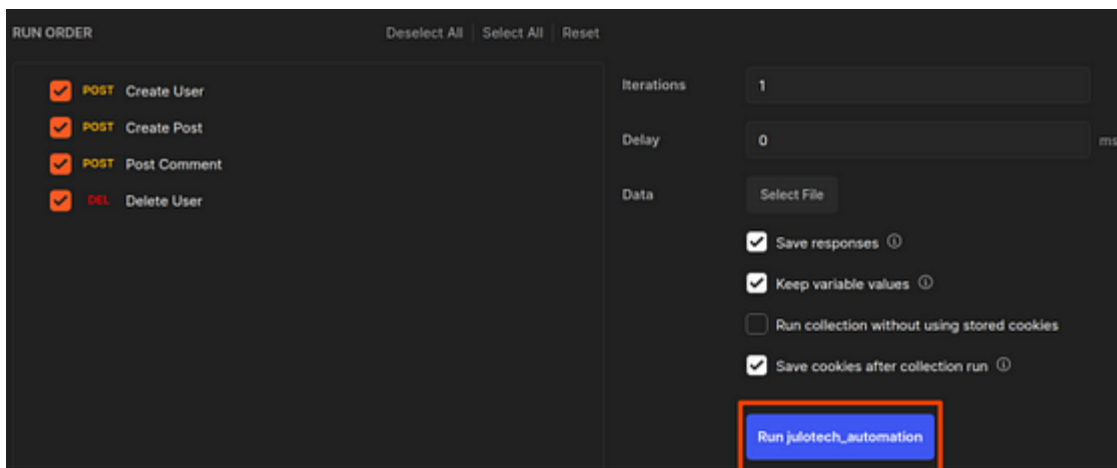 RUN ORDER Deselect All Select All Reset
POST Create User
POST Create Post
POST Post Comment
DEL Delete User
Iterations 1
Delay 0 ms
Data Select File
Save responses
Keep variable values
Run collection without using stored cookies
Save cookies after collection run
Run julotech_automation